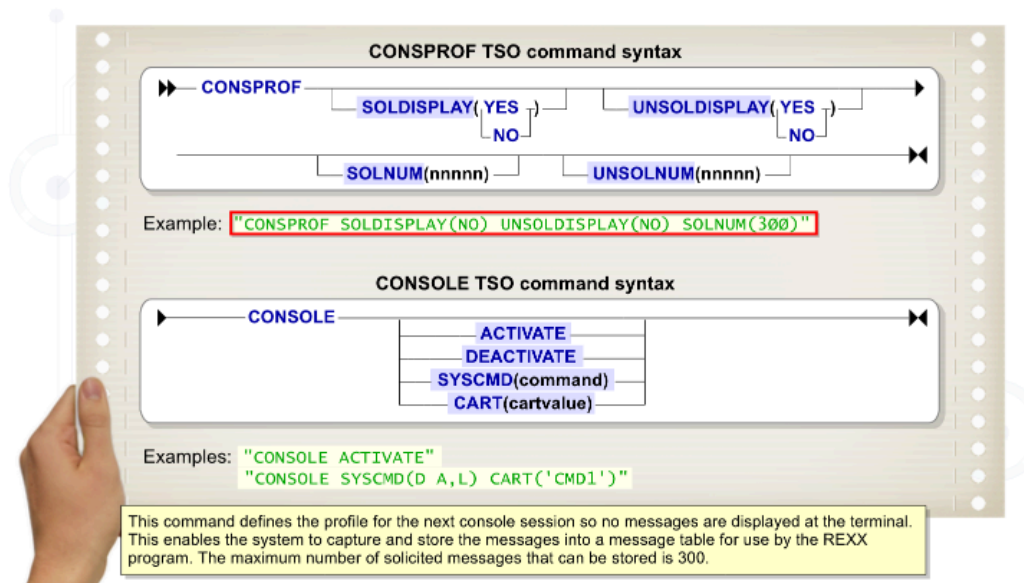 CONSPROF TSO command syntax
CONSPROF
SOLDISPLAY( YES ) UNSOLDISPLAY( YES )
NO NO
SOLNUM(nnnnn) UNSOLNUM(nnnnn)
Example: "CONSPROF SOLDISPLAY(NO) UNSOLDISPLAY(NO) SOLNUM(300)"
CONSOLE TSO command syntax
CONSOLE
ACTIVATE
DEACTIVATE
SYSCMD(command)
CART(cartvalue)
Examples: "CONSOLE ACTIVATE"
"CONSOLE SYSCMD(D A,L) CART('CMD1')"
This command defines the profile for the next console session so no messages are displayed at the terminal.
This enables the system to capture and store the messages into a message table for use by the REXX
program. The maximum number of solicited messages that can be stored is 300.